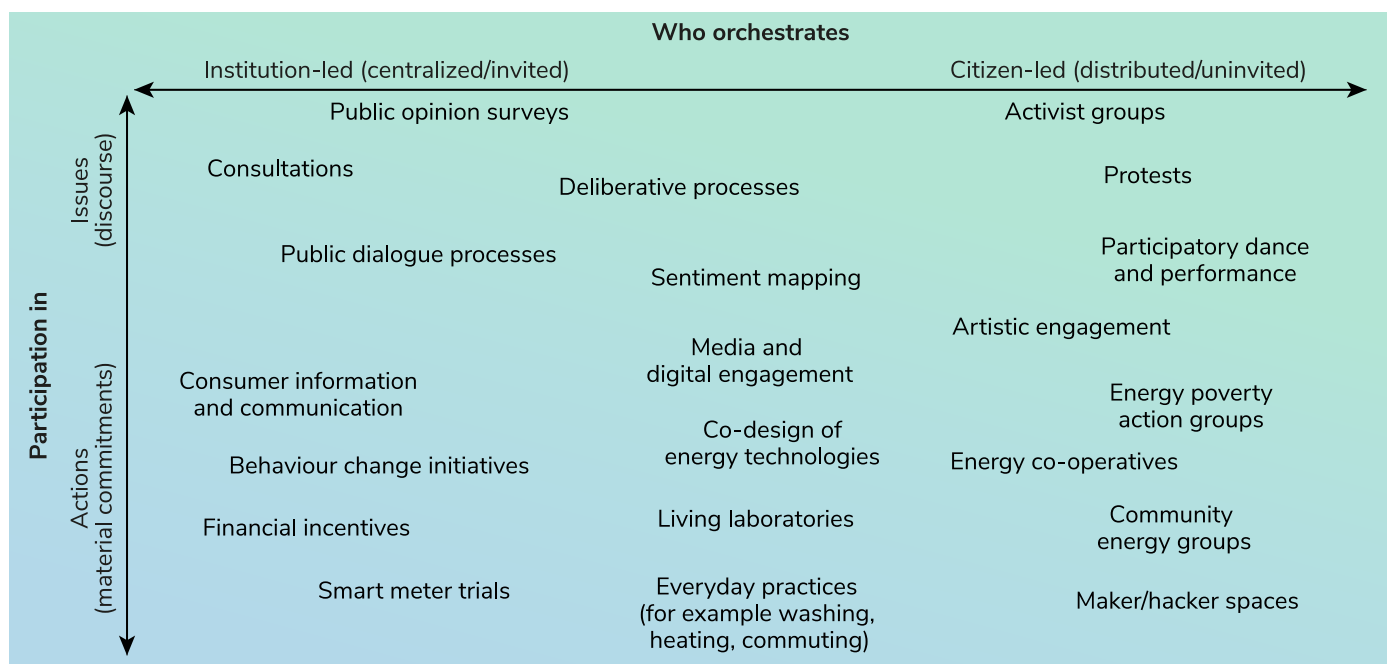 Who orchestrates
Institution-led (centralized/invited)
Citizen-led (distributed/uninvited)
Participation in
Issues
(discourse)
Actions
(material commitments)
Public opinion surveys
Activist groups
Consultations
Deliberative processes
Protests
Public dialogue processes
Sentiment mapping
Participatory dance
and performance
Artistic engagement
Media and
digital engagement
Consumer information
and communication
Energy poverty
action groups
Co-design of
energy technologies
Behaviour change initiatives
Energy co-operatives
Financial incentives
Living laboratories
Community
energy groups
Smart meter trials
Everyday practices
(for example washing,
heating, commuting)
Maker/hacker spaces